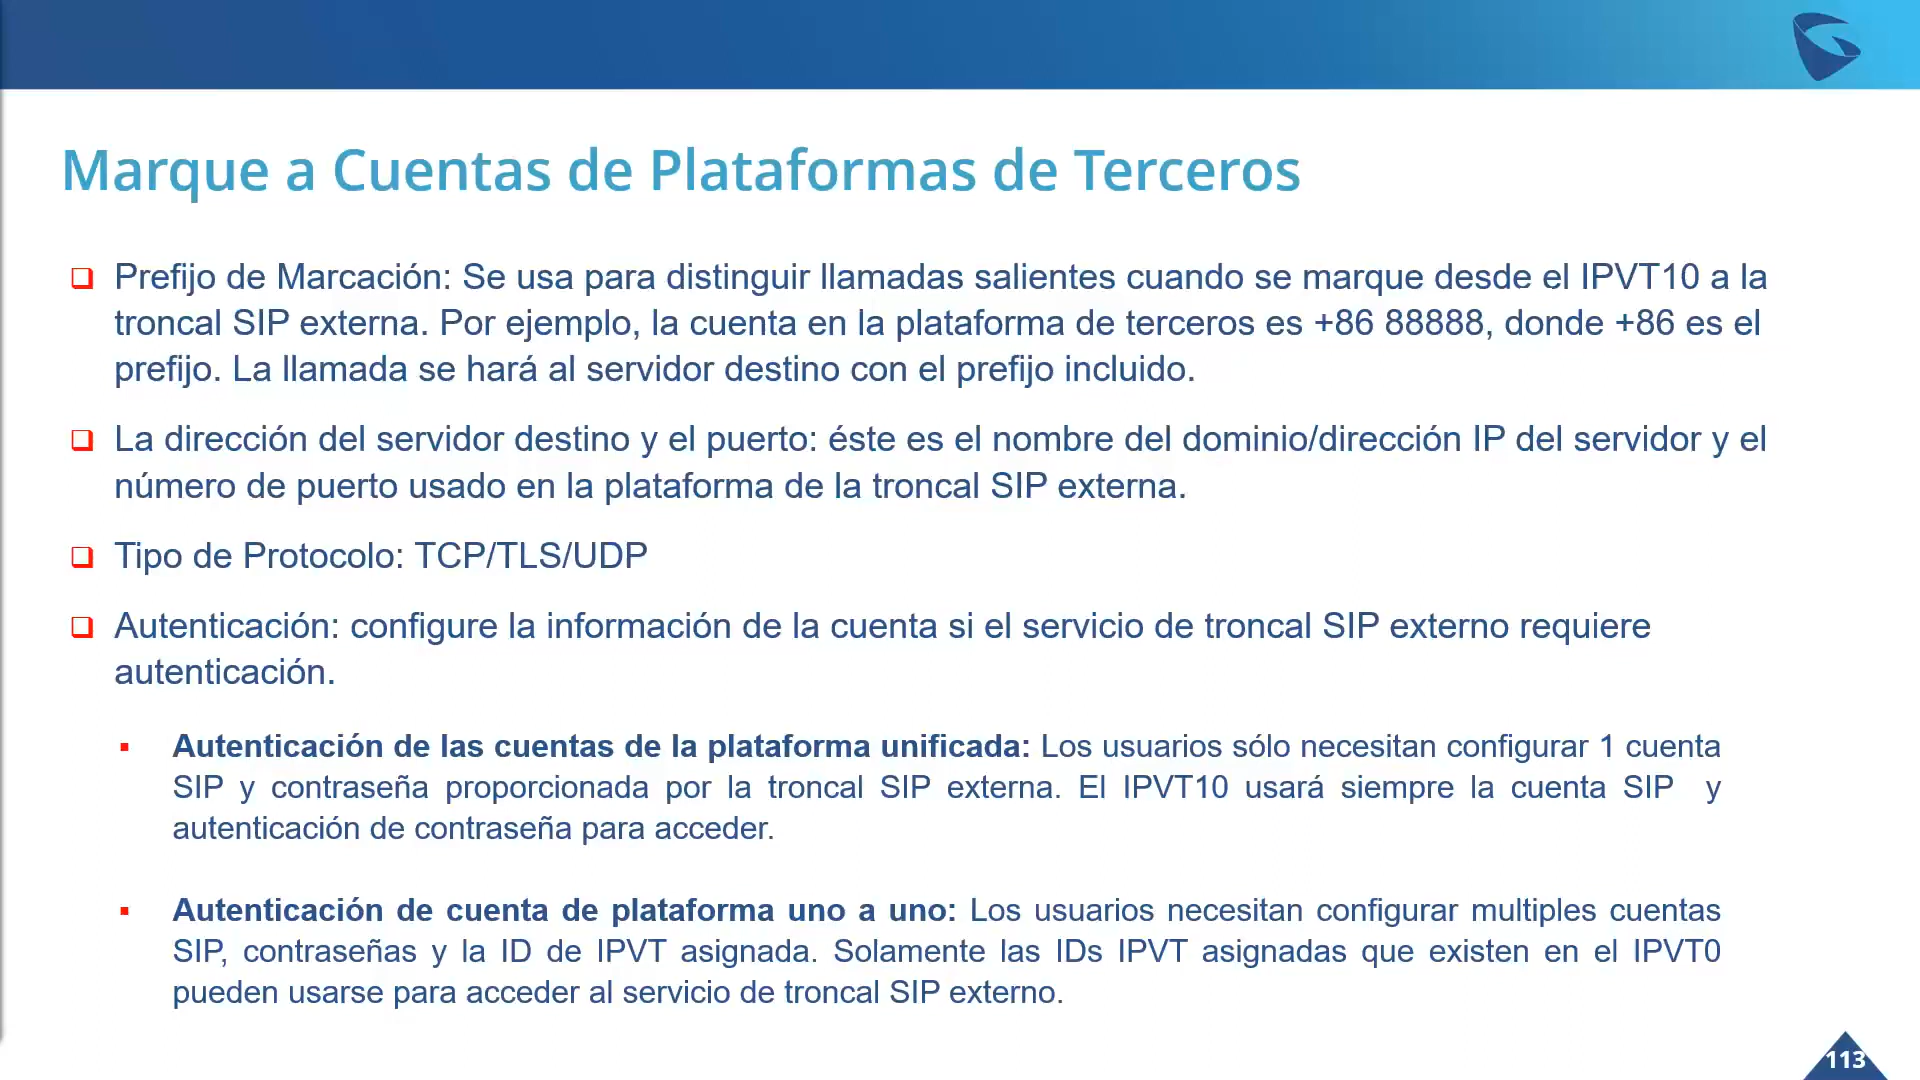 Marque a Cuentas de Plataformas de Terceros
Prefijo de Marcación: Se usa para distinguir llamadas salientes cuando se marque desde el IPVT10 a la
troncal SIP externa. Por ejemplo, la cuenta en la plataforma de terceros es +86 88888, donde +86 es el
prefijo. La llamada se hará al servidor destino con el prefijo incluido.
La dirección del servidor destino y el puerto: éste es el nombre del dominio/dirección IP del servidor y el
número de puerto usado en la plataforma de la troncal SIP externa.
Tipo de Protocolo: TCP/TLS/UDP
Autenticación: configure la información de la cuenta si el servicio de troncal SIP externo requiere
autenticación.
Autenticación de las cuentas de la plataforma unificada: Los usuarios sólo necesitan configurar 1 cuenta
SIP y contraseña proporcionada por la troncal SIP externa. El IPVT10 usará siempre la cuenta SIP y
autenticación de contraseña para acceder.
Autenticación de cuenta de plataforma uno a uno: Los usuarios necesitan configurar multiples cuentas
SIP, contraseñas y la ID de IPVT asignada. Solamente las IDs IPVT asignadas que existen en el IPVT0
pueden usarse para acceder al servicio de troncal SIP externo.
113